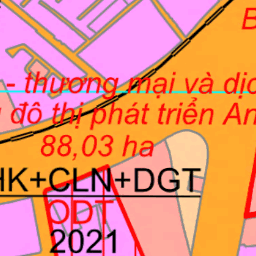 - thương mại và dịc
đô thị phát triển An
88,03 ha
HK+CLN+DGT
ODT
2021